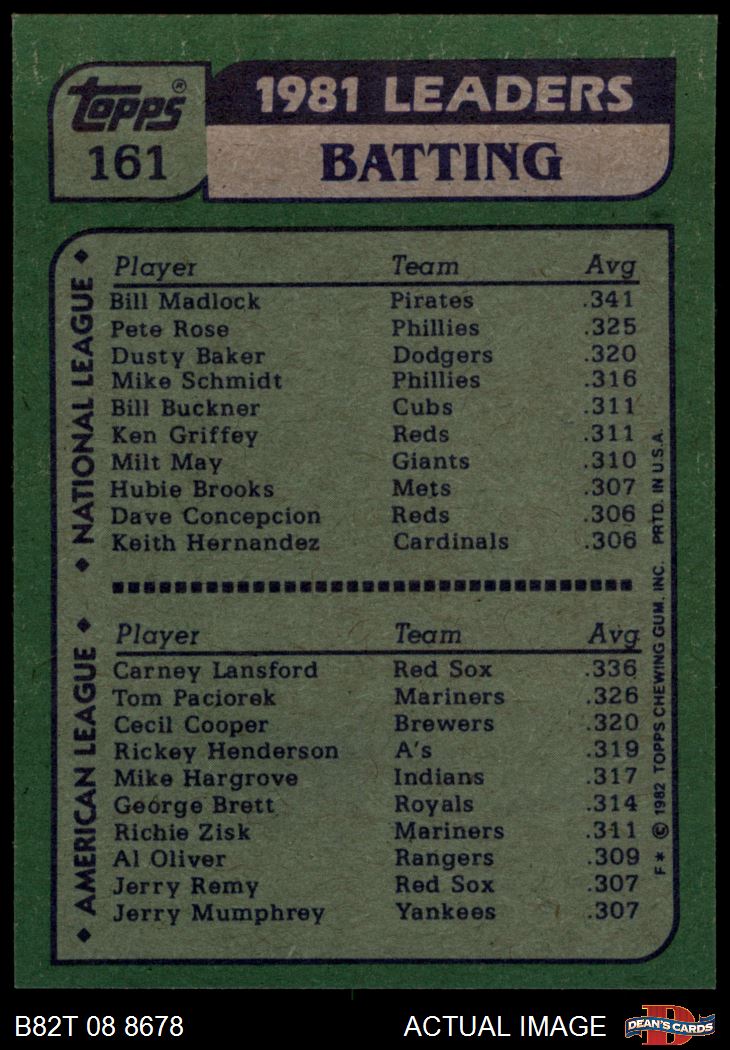 Topps®
161
1981 LEADERS
BATTING
◆ NATIONAL LEAGUE ◆
Player Team Avg
Bill Madlock Pirates .341
Pete Rose Phillies .325
Dusty Baker Dodgers .320
Mike Schmidt Phillies .316
Bill Buckner Cubs .311
Ken Griffey Reds .311
Milt May Giants .310
Hubie Brooks Mets .307
Dave Concepcion Reds .306
Keith Hernandez Cardinals .306
◆ AMERICAN LEAGUE ◆
Player Team Avg
Carney Lansford Red Sox .336
Tom Paciorek Mariners .326
Cecil Cooper Brewers .320
Rickey Henderson A's .319
Mike Hargrove Indians .317
George Brett Royals .314
Richie Zisk Mariners .311
Al Oliver Rangers .309
Jerry Remy Red Sox .307
Jerry Mumphrey Yankees .307
F* © 1982 TOPPS CHEWING GUM. INC. PRTD. IN U.S.A.
B82T 08 8678 ACTUAL IMAGE
D
DEAN'S CARDS